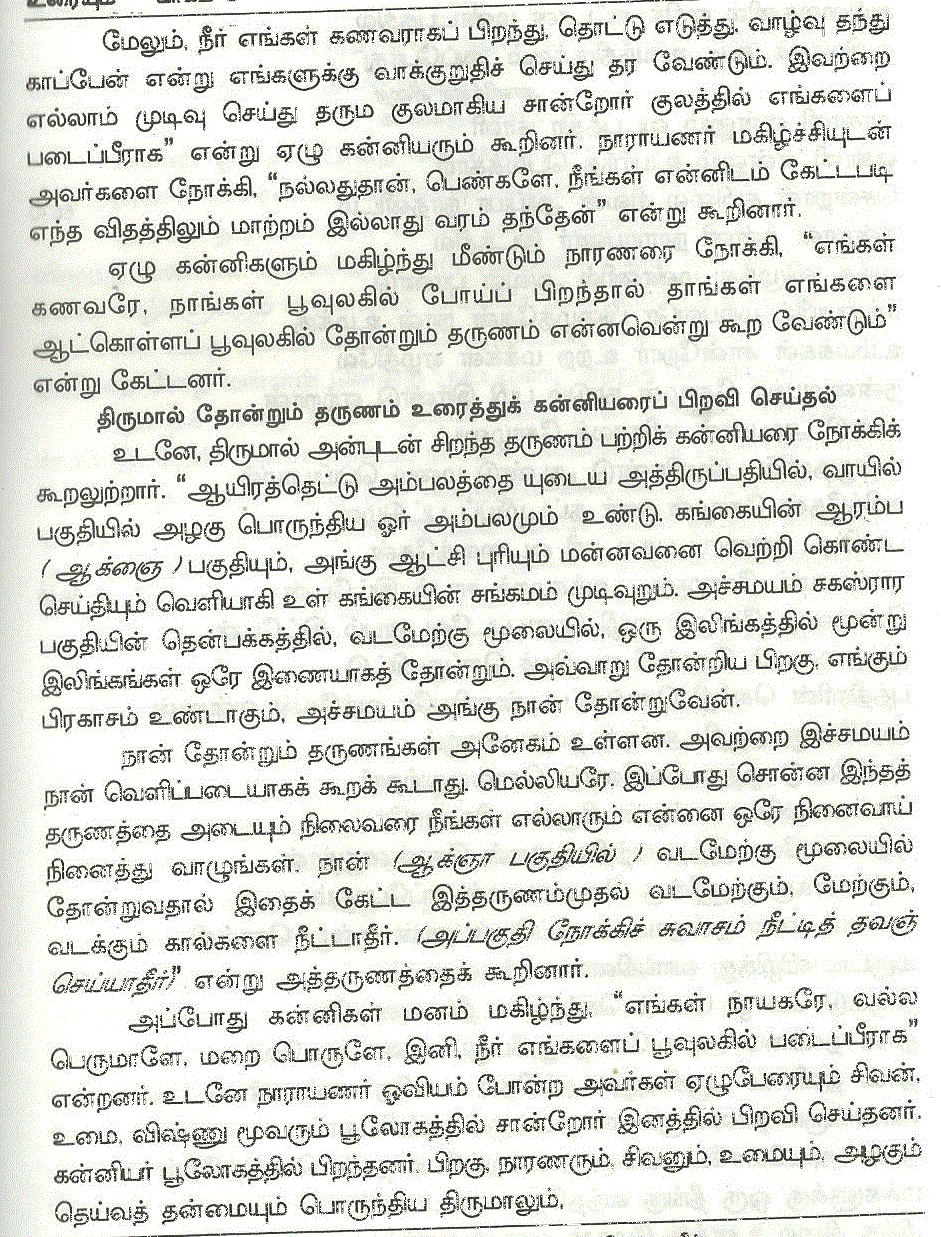 உரையும்
மேலும், நீர் எங்கள் கணவராகப் பிறந்து, தொட்டு எடுத்து, வாழ்வு தந்து
காப்பேன் என்று எங்களுக்கு வாக்குறுதிச் செய்து தர வேண்டும். இவற்றை
எல்லாம் முடிவு செய்து தரும குலமாகிய சான்றோர் குலத்தில் எங்களைப்
படைப்பீராக” என்று ஏழு கன்னியரும் கூறினர். நாராயணர் மகிழ்ச்சியுடன்
அவர்களை நோக்கி, “நல்லதுதான், பெண்களே, நீங்கள் என்னிடம் கேட்டபடி
எந்த விதத்திலும் மாற்றம் இல்லாது வரம் தந்தேன்” என்று கூறினார்.
ஏழு கன்னிகளும் மகிழ்ந்து மீண்டும் நாரணரை நோக்கி, “எங்கள்
கணவரே, நாங்கள் பூவுலகில் போய்ப் பிறந்தால் தாங்கள் எங்களை
ஆட்கொள்ளப் பூவுலகில் தோன்றும் தருணம் என்னவென்று கூற வேண்டும்”
என்று கேட்டனர்.
திருமால் தோன்றும் தருணம் உரைத்துக் கன்னியரைப் பிறவி செய்தல்
உடனே, திருமால் அன்புடன் சிறந்த தருணம் பற்றிக் கன்னியரை நோக்கிக்
கூறலுற்றார். “ஆயிரத்தெட்டு அம்பலத்தை யுடைய அத்திருப்பதியில், வாயில்
பகுதியில் அழகு பொருந்திய ஓர் அம்பலமும் உண்டு. கங்கையின் ஆரம்ப
( ஆக்ஞை ) பகுதியும், அங்கு ஆட்சி புரியும் மன்னவனை வெற்றி கொண்ட
செய்தியும் வெளியாகி உள் கங்கையின் சங்கமம் முடிவுறும். அச்சமயம் சகஸ்ரார
பகுதியின் தென்பக்கத்தில், வடமேற்கு மூலையில், ஒரு இலிங்கத்தில் மூன்று
இலிங்கங்கள் ஒரே இணையாகத் தோன்றும். அவ்வாறு தோன்றிய பிறகு, எங்கும்
பிரகாசம் உண்டாகும், அச்சமயம் அங்கு நான் தோன்றுவேன்.
நான் தோன்றும் தருணங்கள் அனேகம் உள்ளன. அவற்றை இச்சமயம்
நான் வெளிப்படையாகக் கூறக் கூடாது. மெல்லியரே. இப்போது சொன்ன இந்தத்
தருணத்தை அடையும் நிலைவரை நீங்கள் எல்லாரும் என்னை ஒரே நினைவாய்
நினைத்து வாழுங்கள். நான் (ஆக்ஞா பகுதியில் ) வடமேற்கு மூலையில்
தோன்றுவதால் இதைக் கேட்ட இத்தருணம்முதல் வடமேற்கும், மேற்கும்,
வடக்கும் கால்களை நீட்டாதீர். (அப்பகுதி நோக்கிச் சுவாசம் நீட்டித் தவஞ்
செய்யாதீர்)” என்று அத்தருணத்தைக் கூறினார்.
அப்போது கன்னிகள் மனம் மகிழ்ந்து, “எங்கள் நாயகரே, வல்ல
பெருமாளே, மறை பொருளே, இனி, நீர் எங்களைப் பூவுலகில் படைப்பீராக”
என்றனர். உடனே நாராயணர் ஓவியம் போன்ற அவர்கள் ஏழுபேரையும் சிவன்,
உமை, விஷ்ணு மூவரும் பூலோகத்தில் சான்றோர் இனத்தில் பிறவி செய்தனர்.
கன்னியர் பூலோகத்தில் பிறந்தனர். பிறகு, நாரணரும், சிவனும், உமையும், அழகும்
தெய்வத் தன்மையும் பொருந்திய திருமாலும்,